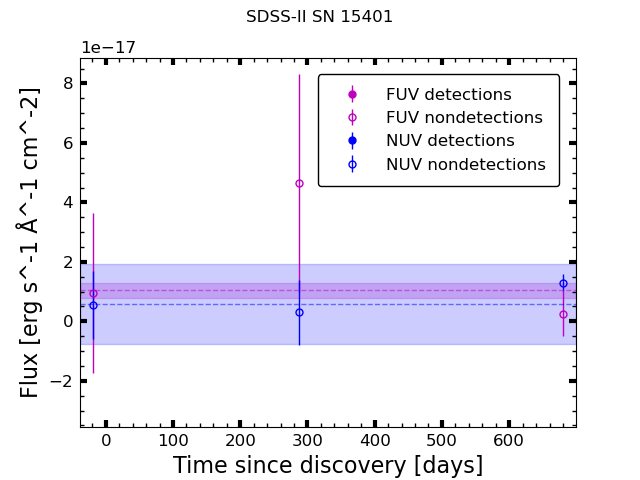 SDSS-II SN 15401
1e−17
8
6
4
2
0
−2
Flux [erg s^-1 Å^-1 cm^-2]
FUV detections
FUV nondetections
NUV detections
NUV nondetections
0 100 200 300 400 500 600
Time since discovery [days]